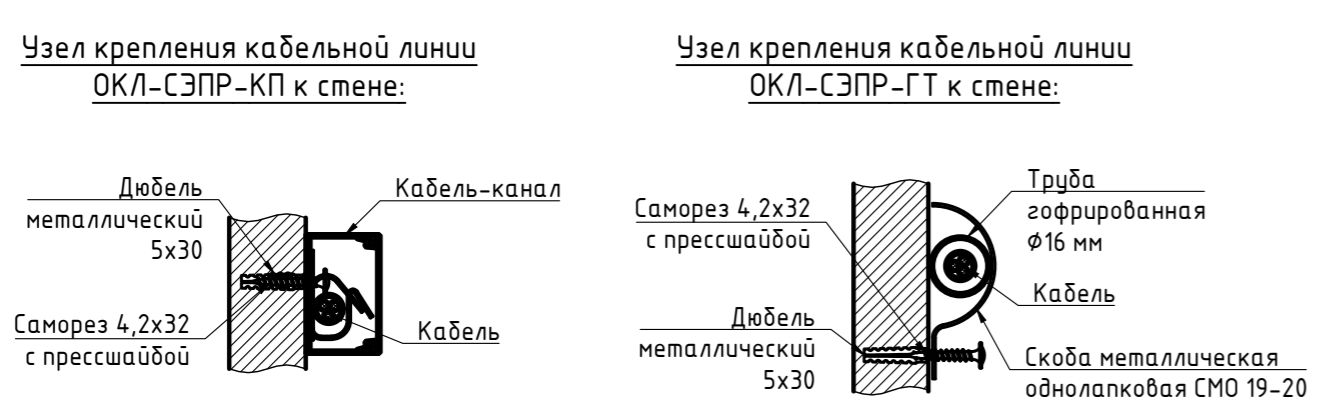 Узел крепления кабельной линии
ОКЛ-СЭПР-КП к стене:
Дюбель
металлический
5х30
Кабель-канал
Саморез 4,2х32
с прессшайбой
Кабель
Узел крепления кабельной линии
ОКЛ-СЭПР-ГТ к стене:
Саморез 4,2х32
с прессшайбой
Труба
гофрированная
Ф16 мм
Кабель
Дюбель
металлический
5х30
Скоба металлическая
однолапковая СМО 19-20